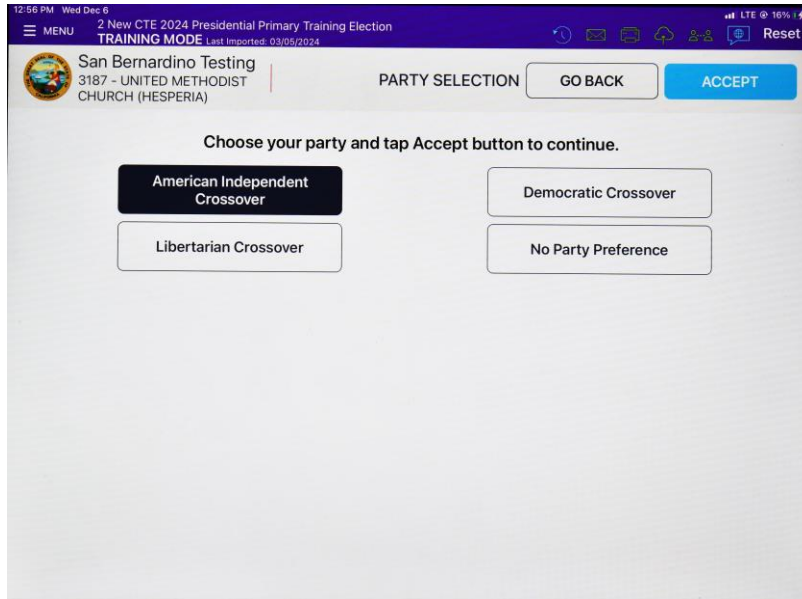 12:56 PM Wed Dec 6
LTE 16%
MENU
2 New CTE 2024 Presidential Primary Training Election
TRAINING MODE Last Imported: 03/05/2024
Reset
San Bernardino Testing
3187 - UNITED METHODIST
CHURCH (HESPERIA)
PARTY SELECTION
GO BACK
ACCEPT
Choose your party and tap Accept button to continue.
American Independent
Crossover
Democratic Crossover
Libertarian Crossover
No Party Preference